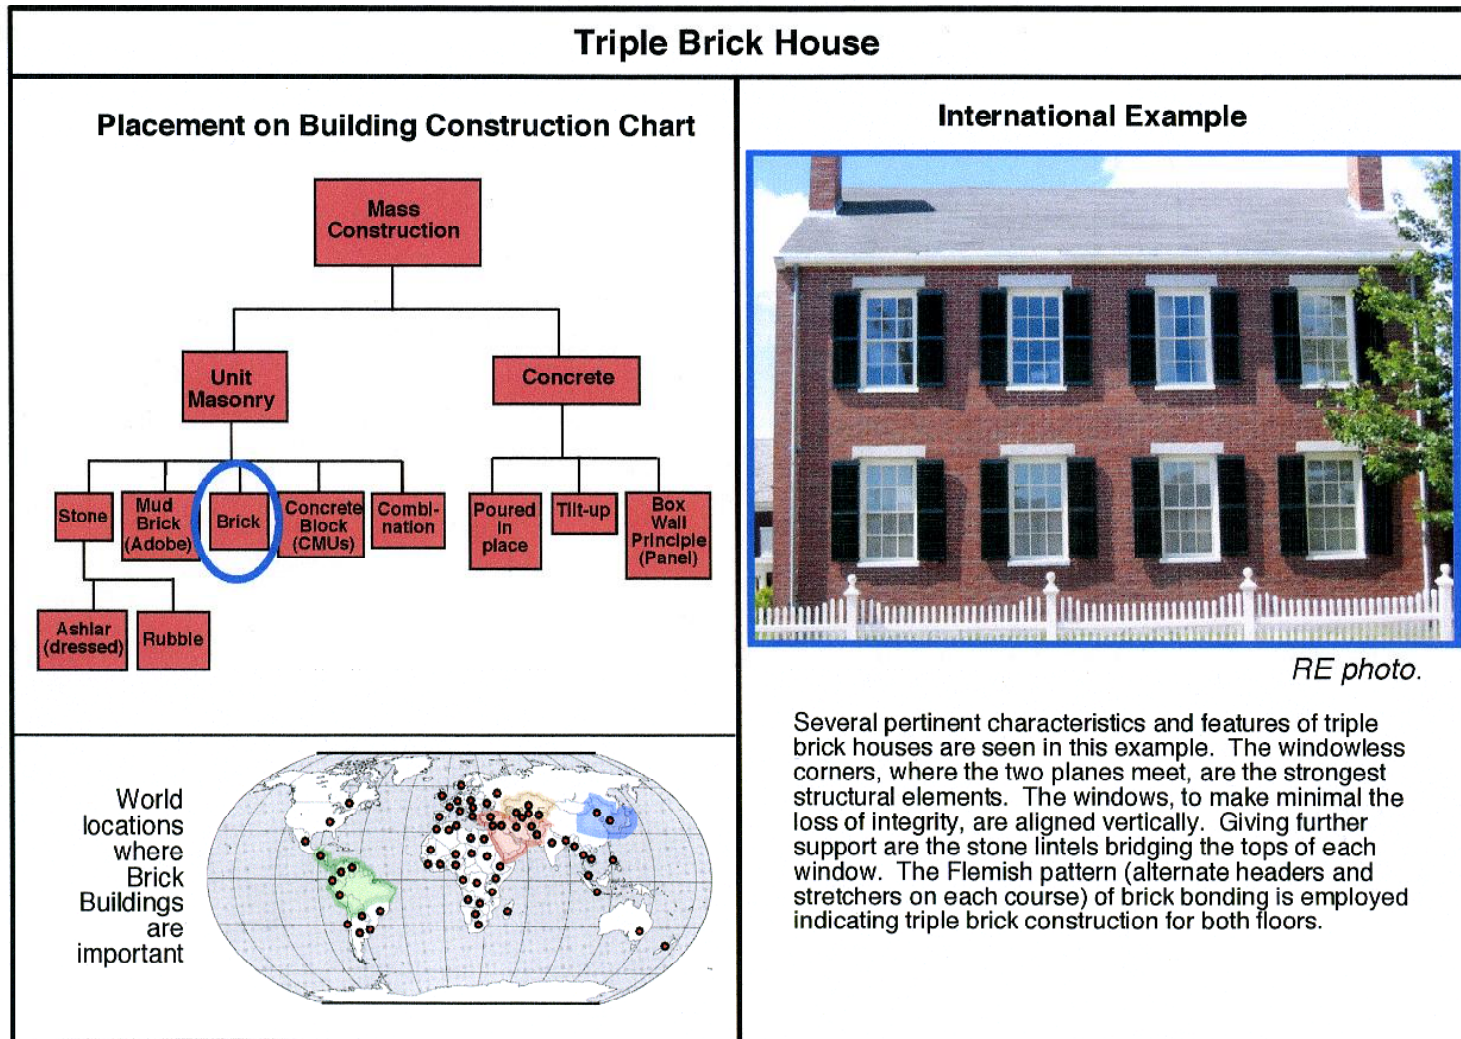 Triple Brick House
Placement on Building Construction Chart
Mass
Construction
Unit
Masonry
Concrete
Stone
Mud
Brick
(Adobe)
Brick
Concrete
Block
(CMUs)
Combi-
nation
Poured
in
place
Tilt-up
Box
Wall
Principle
(Panel)
Ashlar
(dressed)
Rubble
World
locations
where
Brick
Buildings
are
important
International Example
RE photo.
Several pertinent characteristics and features of triple
brick houses are seen in this example. The windowless
corners, where the two planes meet, are the strongest
structural elements. The windows, to make minimal the
loss of integrity, are aligned vertically. Giving further
support are the stone lintels bridging the tops of each
window. The Flemish pattern (alternate headers and
stretchers on each course) of brick bonding is employed
indicating triple brick construction for both floors.